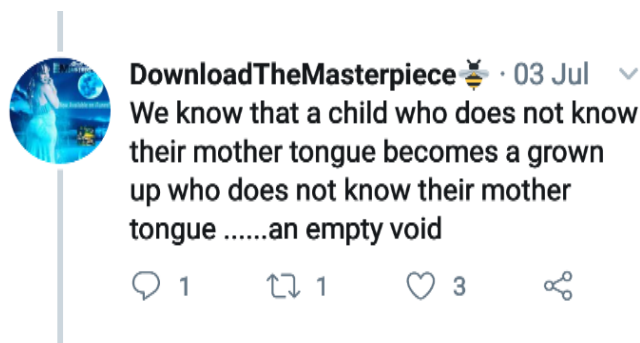 DownloadTheMasterpiece🐝 · 03 Jul
We know that a child who does not know
their mother tongue becomes a grown
up who does not know their mother
tongue ......an empty void
1 1 3